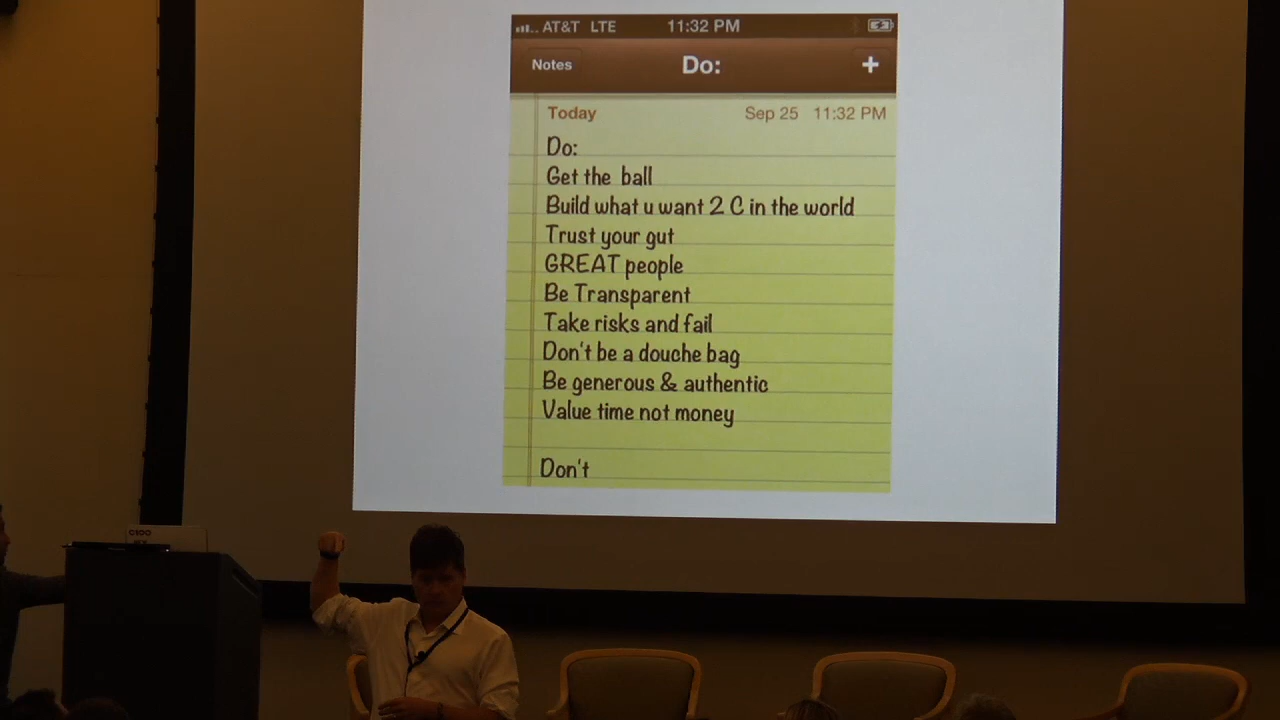 AT&T LTE 11:32 PM
Notes Do: +
Today Sep 25 11:32 PM
Do:
Get the ball
Build what u want 2 C in the world
Trust your gut
GREAT people
Be Transparent
Take risks and fail
Don't be a douche bag
Be generous & authentic
Value time not money
Don't
C100